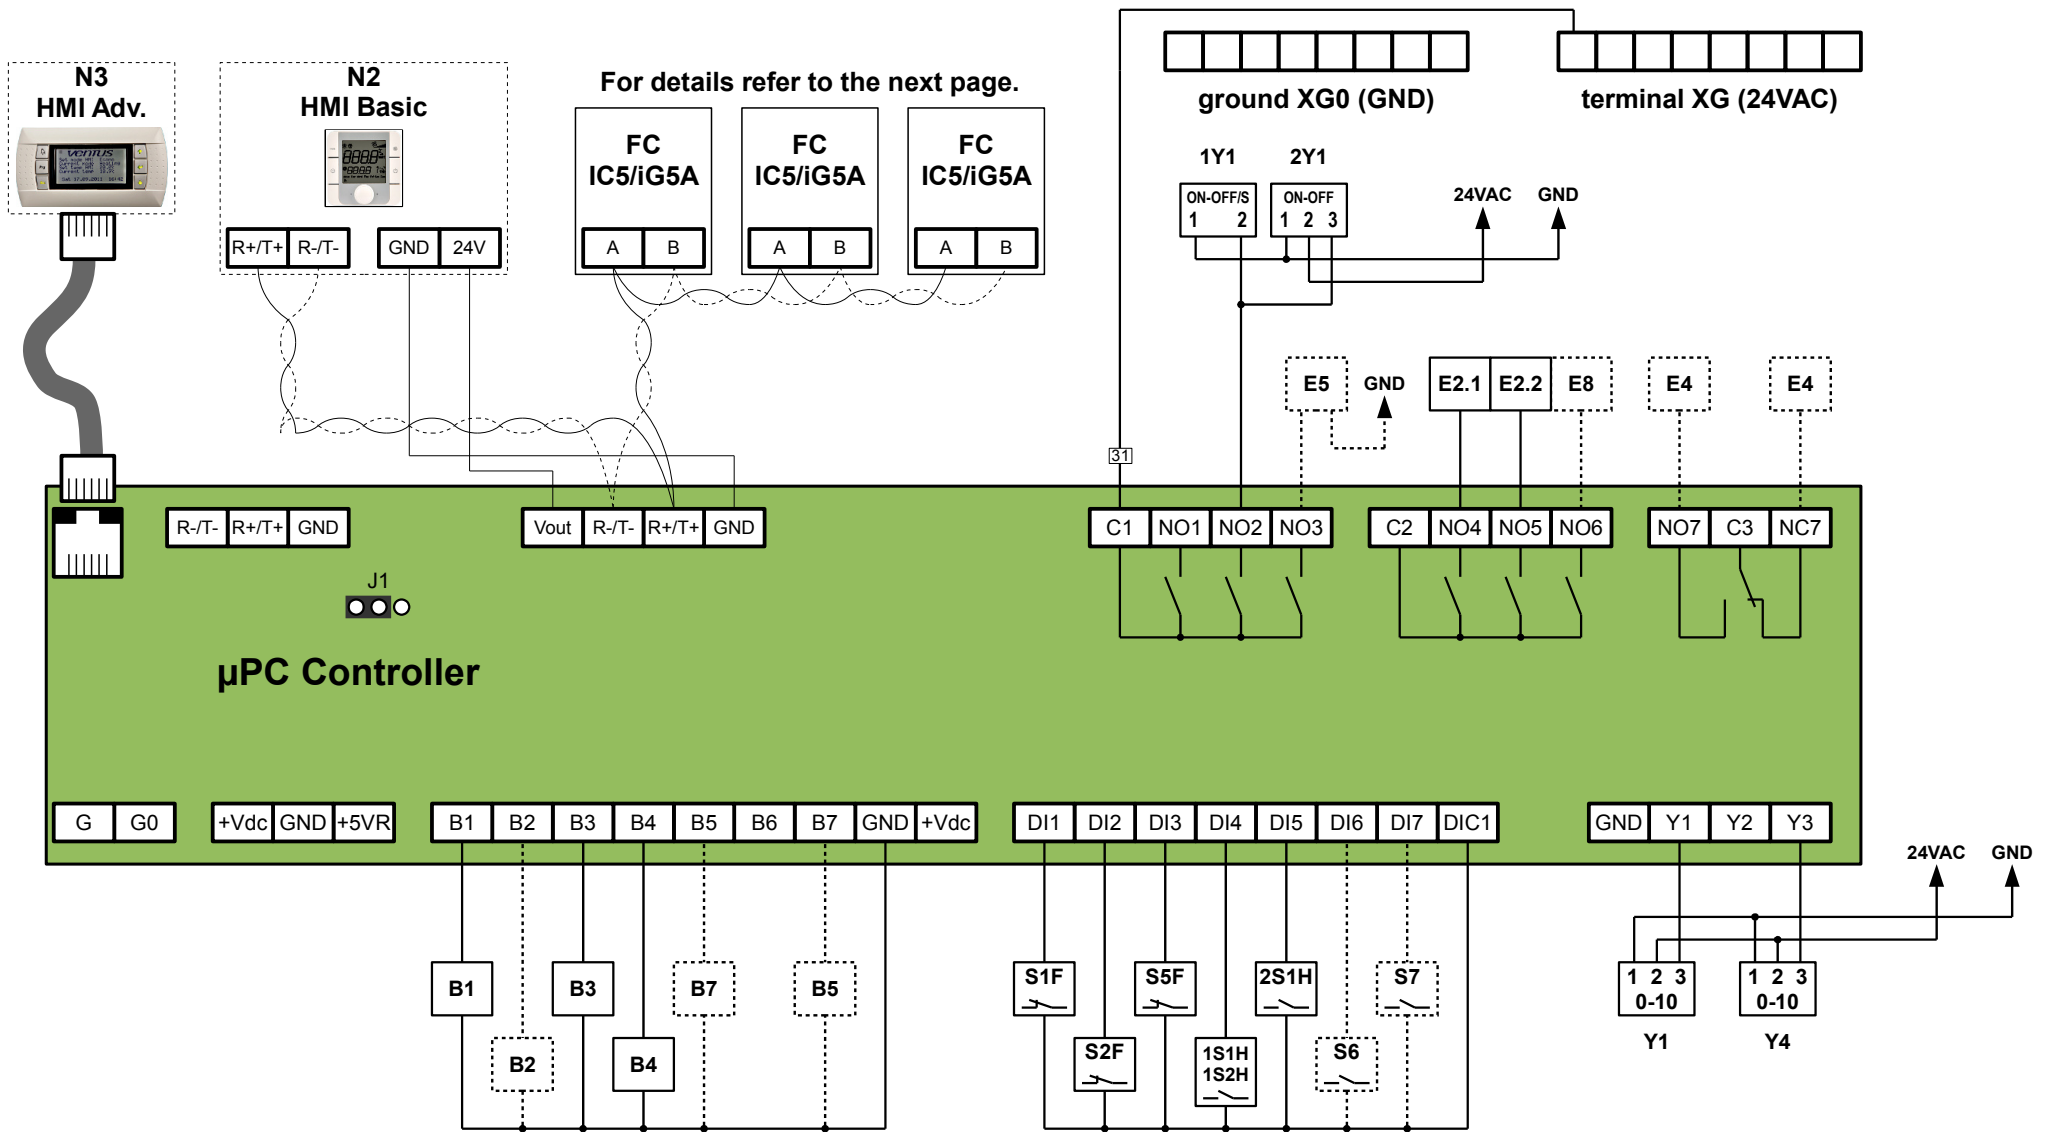 N3
HMI Adv.
VENTUS
N2
HMI Basic
For details refer to the next page.
FC
IC5/iG5A
FC
IC5/iG5A
FC
IC5/iG5A
ground XG0 (GND)
terminal XG (24VAC)
1Y1
2Y1
ON-OFF/S
1 2
ON-OFF
1 2 3
24VAC
GND
R+/T+ R-/T-
GND 24V
A B
A B
A B
E5
GND
E2.1 E2.2 E8
E4
E4
31
R-/T- R+/T+ GND
Vout R-/T- R+/T+ GND
C1 NO1 NO2 NO3
C2 NO4 NO5 NO6
NO7 C3 NC7
J1
µPC Controller
G G0
+Vdc GND +5VR
B1 B2 B3 B4 B5 B6 B7 GND +Vdc
DI1 DI2 DI3 DI4 DI5 DI6 DI7 DIC1
GND Y1 Y2 Y3
24VAC
GND
B1
B3
B7
B5
B2
B4
S1F
S5F
2S1H
S7
S2F
1S1H
1S2H
S6
1 2 3
0-10
Y1
1 2 3
0-10
Y4